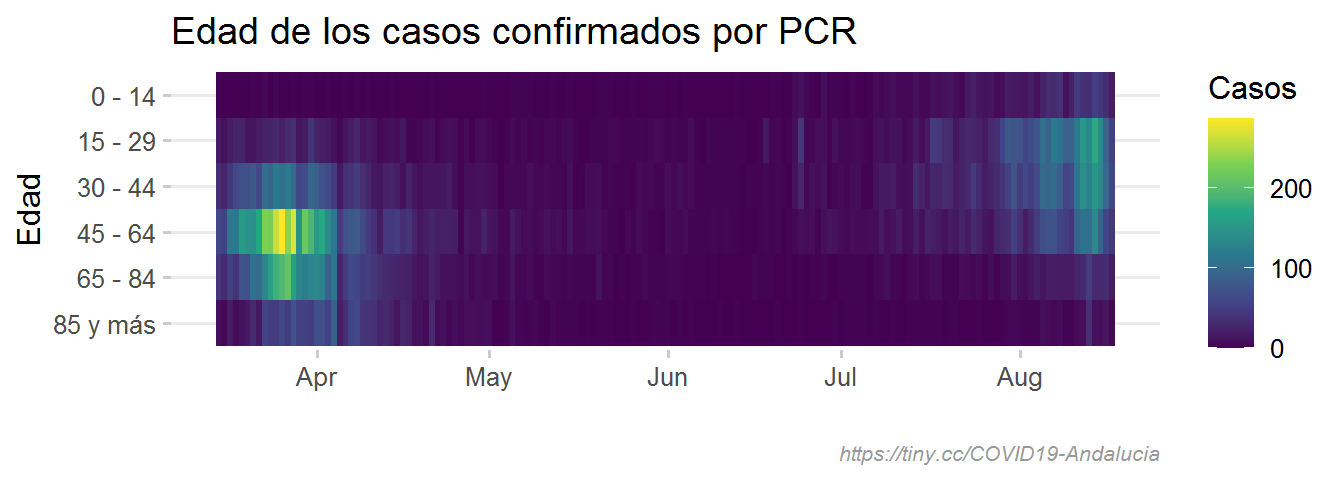 Edad de los casos confirmados por PCR
Edad
0 - 14
15 - 29
30 - 44
45 - 64
65 - 84
85 y más
Apr
May
Jun
Jul
Aug
Casos
200
100
0
https://tiny.cc/COVID19-Andalucia